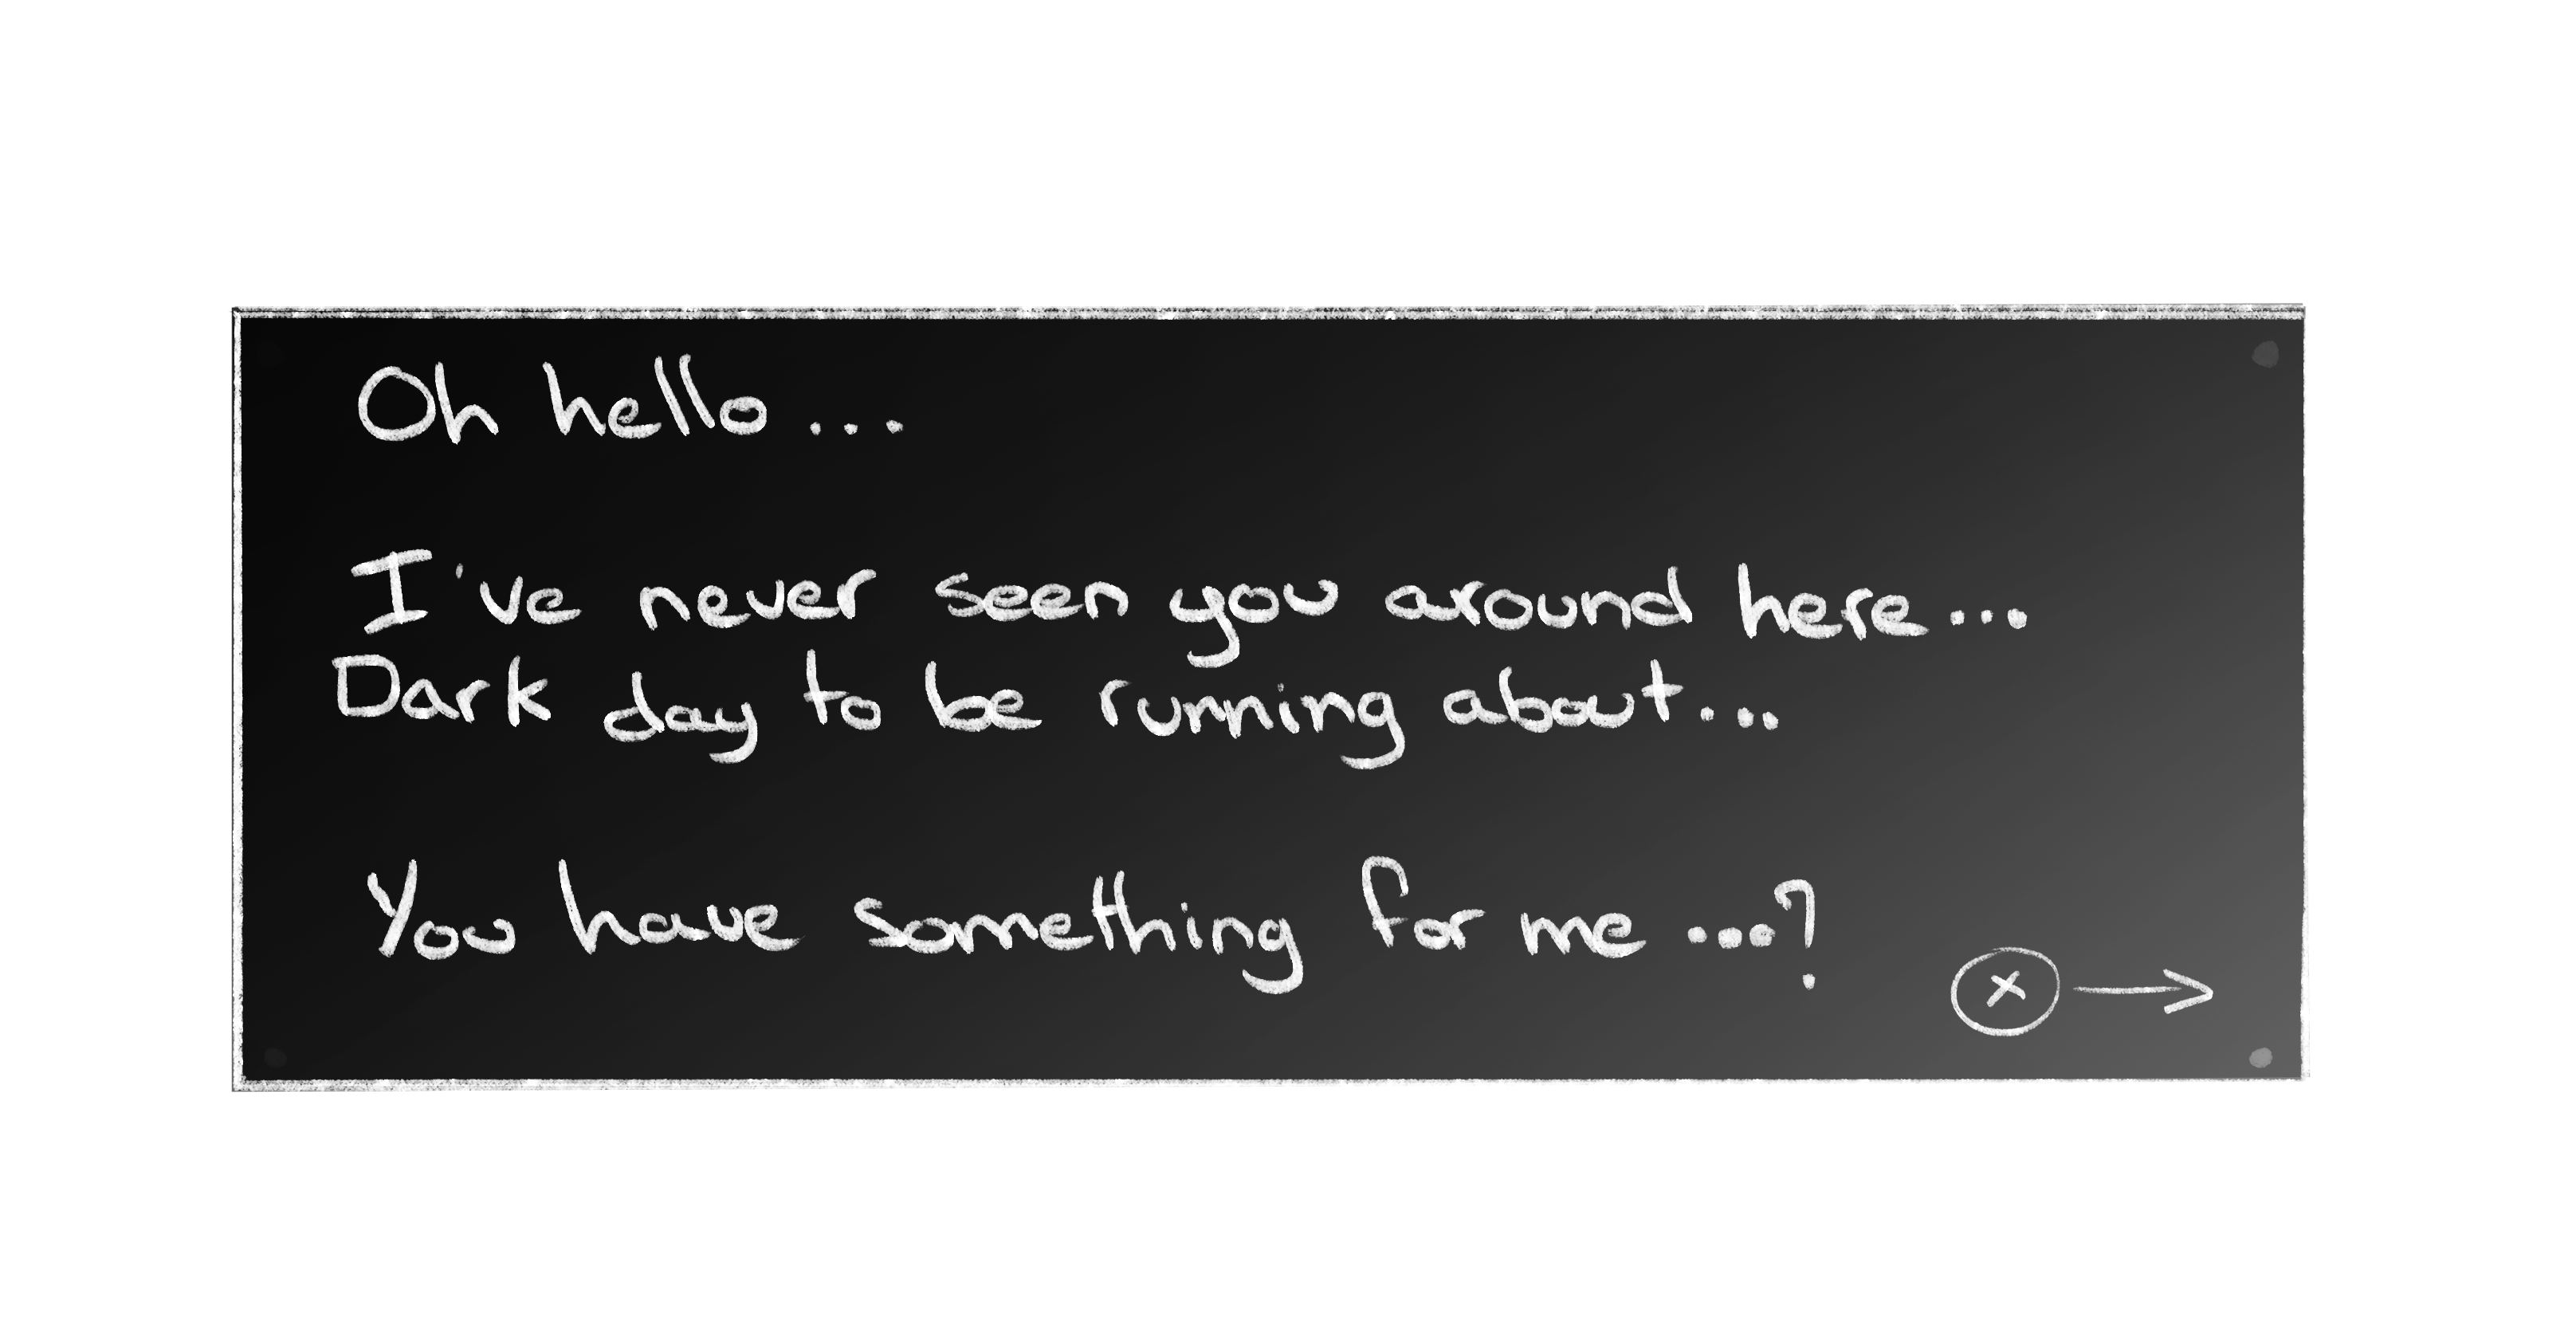 Oh hello...
I've never seen you around here...
Dark day to be running about...
You have something for me...?
X →